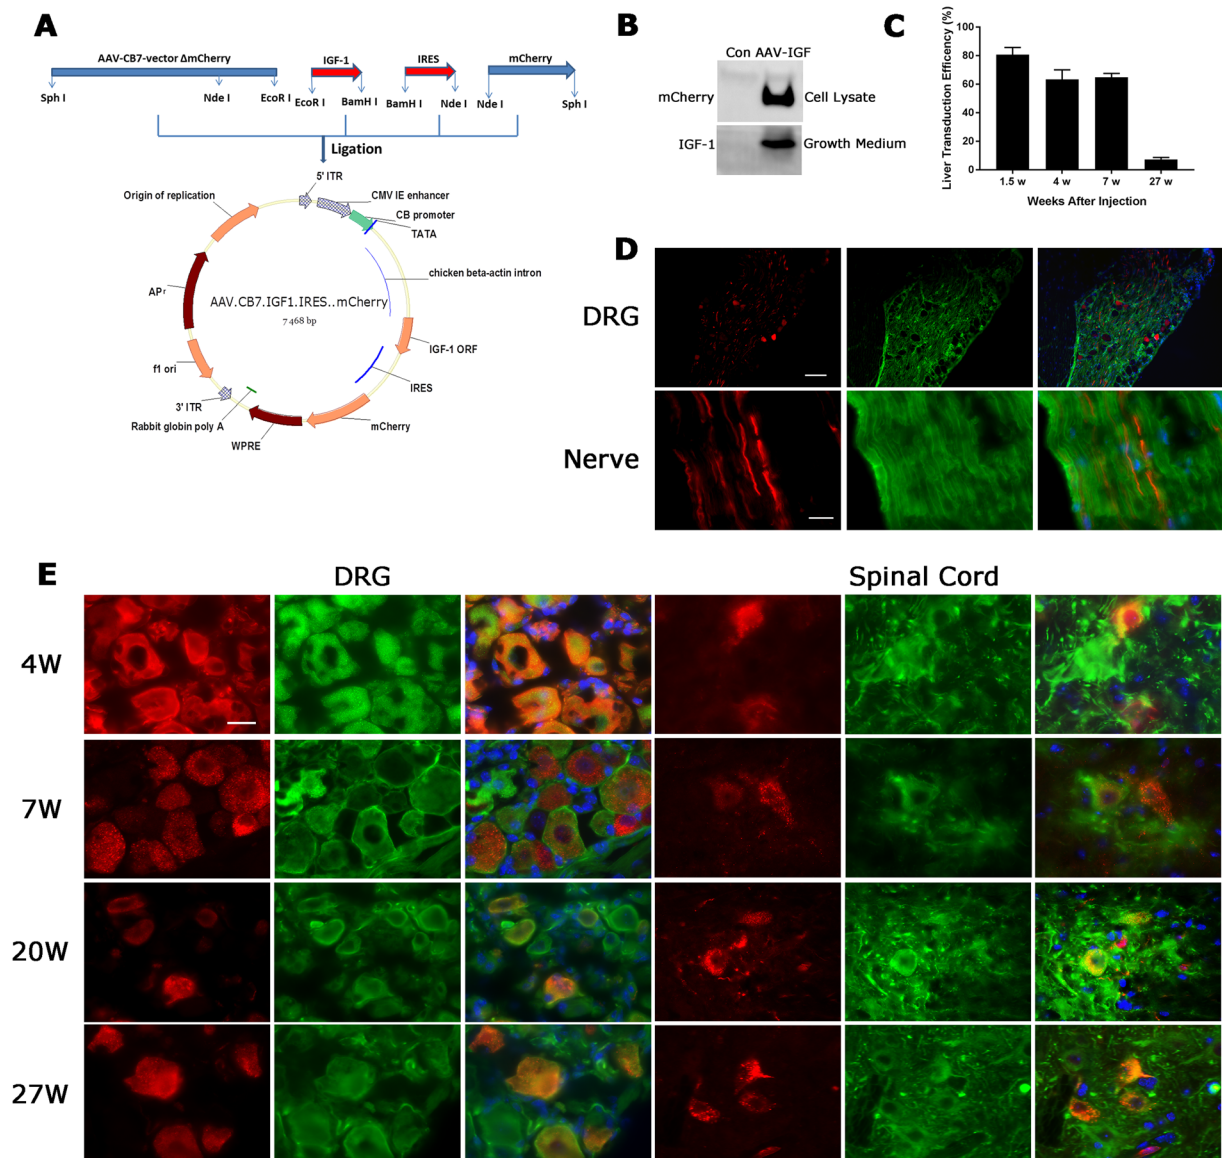 A
AAV-CB7-vector ΔmCherry
IGF-1
IRES
mCherry
Sph I
Nde I
EcoR I
EcoR I
BamH I
BamH I
Nde I
Nde I
Sph I
Ligation
5' ITR
Origin of replication
CMV IE enhancer
CB promoter
TATA
chicken beta-actin intron
APr
AAV.CB7.IGF1.IRES..mCherry
7468 bp
IGF-1 ORF
f1 ori
IRES
3' ITR
mCherry
Rabbit globin poly A
WPRE
B
Con AAV-IGF
mCherry
Cell Lysate
IGF-1
Growth Medium
C
Liver Transduction Efficency (%)
100
80
60
40
20
0
1.5 w
4 w
7 w
27 w
Weeks After Injection
D
DRG
Nerve
E
DRG
Spinal Cord
4W
7W
20W
27W